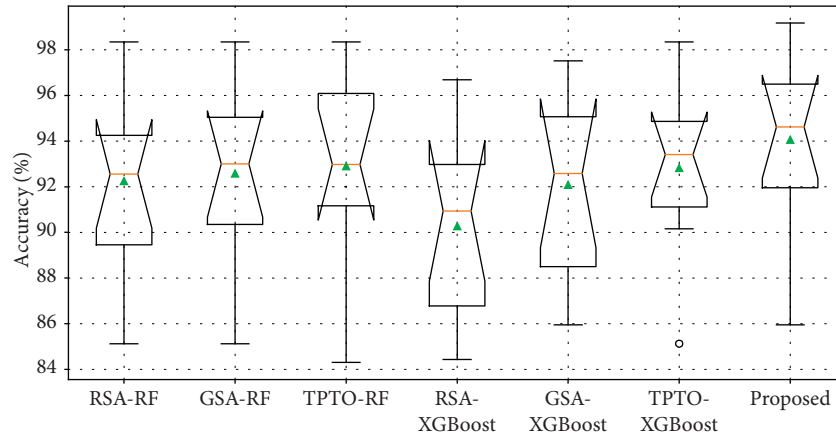 Accuracy (%)
98
96
94
92
90
88
86
84
RSA-RF
GSA-RF
TPTO-RF
RSA-
XGBoost
GSA-
XGBoost
TPTO-
XGBoost
Proposed